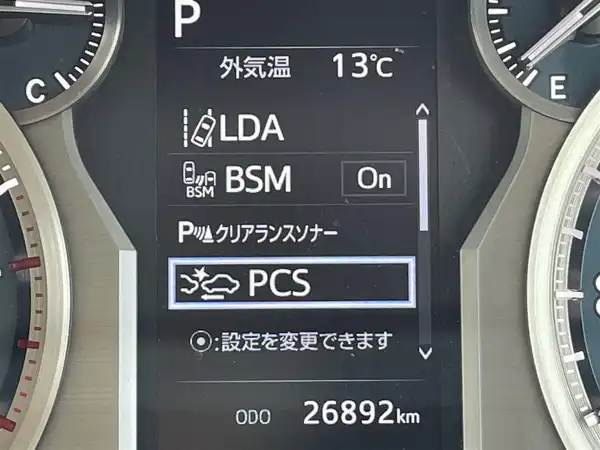 P
外気温 13℃
C
E
LDA
BSM BSM On
Pクリアランスソナー
PCS
:設定を変更できます
ODO 26892km